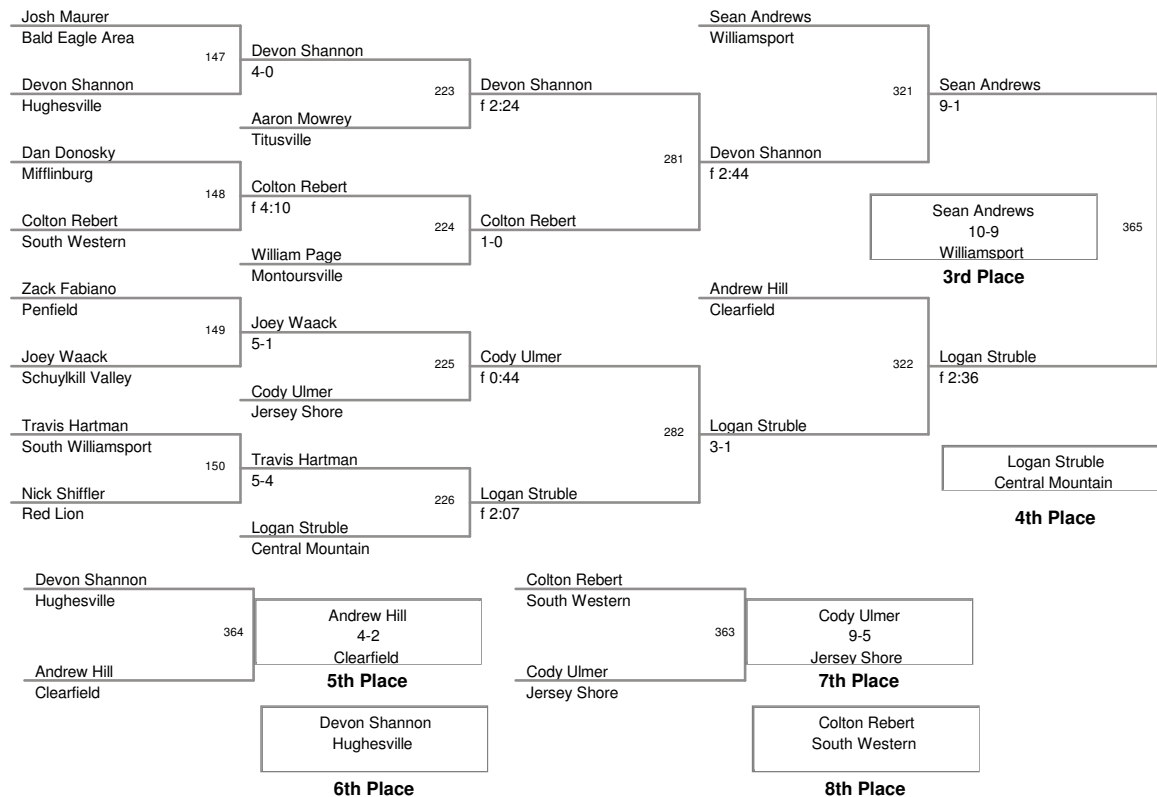 Josh Maurer
Bald Eagle Area
147
Devon Shannon
Hughesville
Devon Shannon
4-0
223
Aaron Mowrey
Titusville
Devon Shannon
f 2:24
Dan Donosky
Mifflinburg
148
Colton Rebert
South Western
Colton Rebert
f 4:10
224
William Page
Montoursville
Colton Rebert
1-0
281
Devon Shannon
f 2:44
Sean Andrews
Williamsport
321
Sean Andrews
9-1
Zack Fabiano
Penfield
149
Joey Waack
Schuylkill Valley
Joey Waack
5-1
225
Cody Ulmer
Jersey Shore
Cody Ulmer
f 0:44
Travis Hartman
South Williamsport
150
Nick Shiffler
Red Lion
Travis Hartman
5-4
226
Logan Struble
Central Mountain
Logan Struble
f 2:07
282
Logan Struble
3-1
Andrew Hill
Clearfield
322
Logan Struble
f 2:36
365
Sean Andrews
10-9
Williamsport
3rd Place
Logan Struble
Central Mountain
4th Place
Devon Shannon
Hughesville
364
Andrew Hill
Clearfield
Andrew Hill
4-2
Clearfield
5th Place
Devon Shannon
Hughesville
6th Place
Colton Rebert
South Western
363
Cody Ulmer
Jersey Shore
Cody Ulmer
9-5
Jersey Shore
7th Place
Colton Rebert
South Western
8th Place